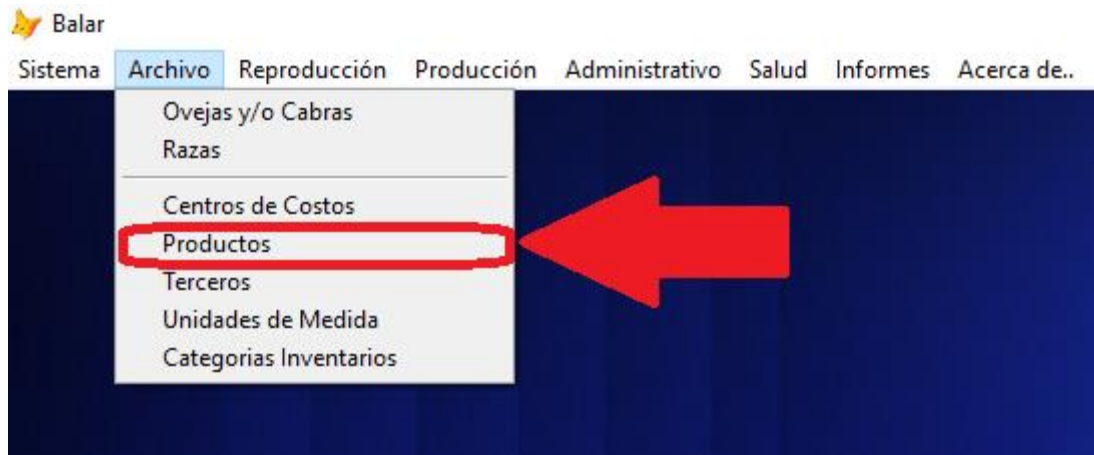 Balar
Sistema Archivo Reproducción Producción Administrativo Salud Informes Acerca de..
Ovejas y/o Cabras
Razas
Centros de Costos
Productos
Terceros
Unidades de Medida
Categorias Inventarios